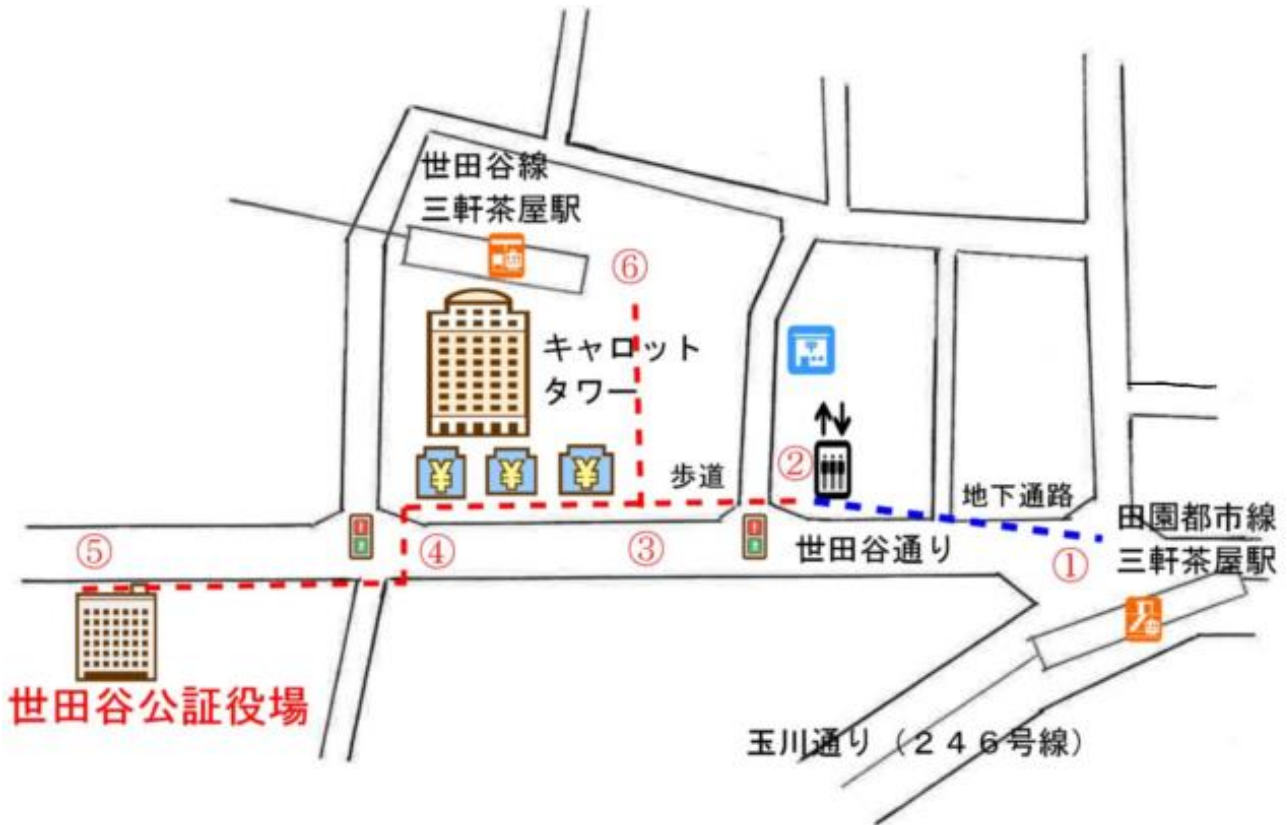 世田谷線
三軒茶屋駅
⑥
キャロット
タワー
¥
¥
¥
歩道
②
地下通路
田園都市線
三軒茶屋駅
⑤
④
③
世田谷通り
①
世田谷公証役場
玉川通り（２４６号線）